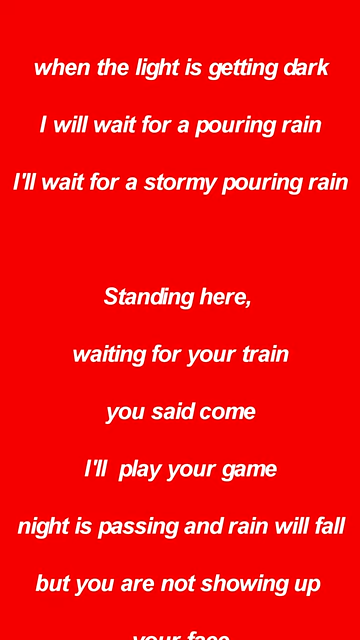 when the light is getting dark
I will wait for a pouring rain
I'll wait for a stormy pouring rain
Standing here,
waiting for your train
you said come
I'll  play your game
night is passing and rain will fall
but you are not showing up
your face